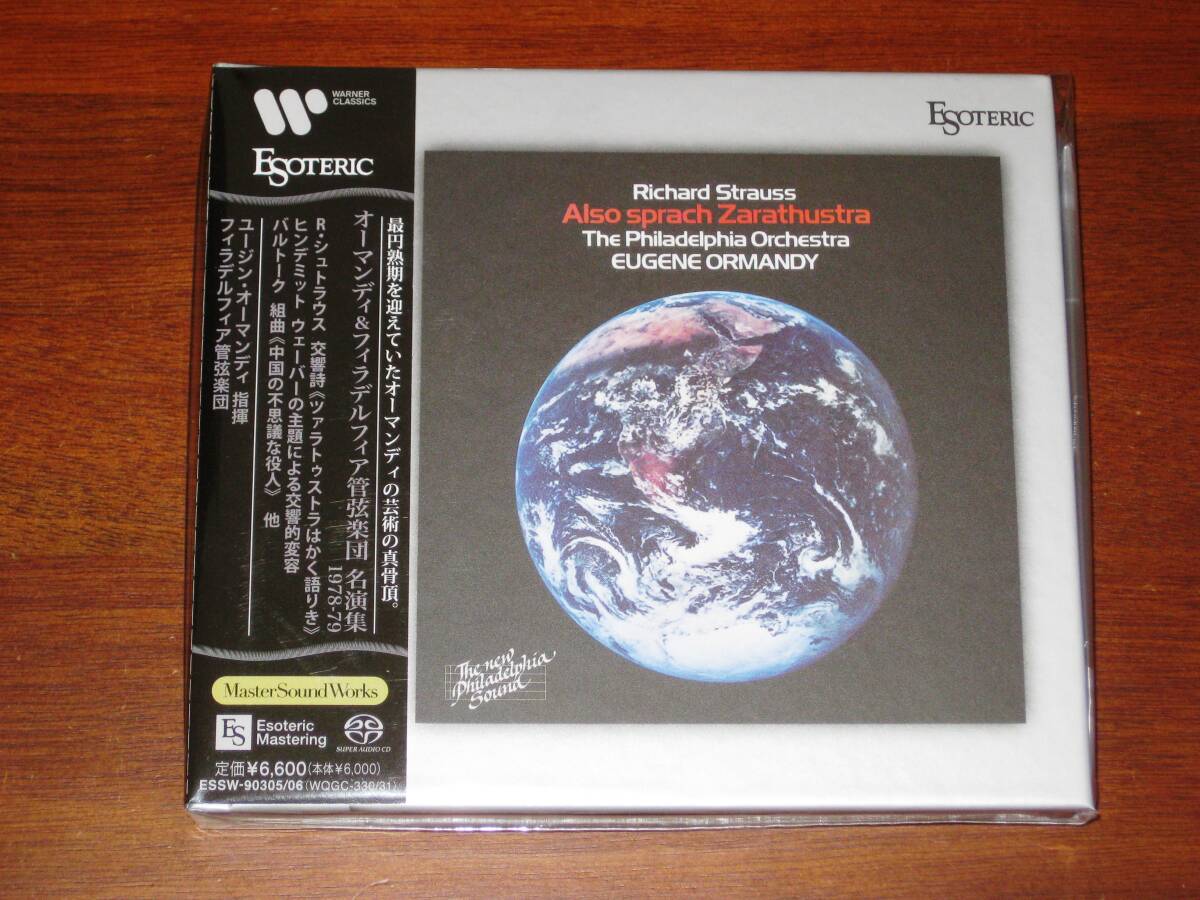 WARNER
CLASSICS
ESOTERIC
最円熟期を迎えていたオーマンディの芸術の真骨頂。
オーマンディ&フィラデルフィア管弦楽団 名演集 1978-79
R・シュトラウス 交響詩《ツァラトゥストラはかく語りき》
ヒンデミット ウェーバーの主題による交響的変容
バルトーク 組曲《中国の不思議な役人》 他
ユージン・オーマンディ 指揮
フィラデルフィア管弦楽団
MasterSoundWorks
ES
Esoteric
Mastering
SUPER AUDIO CD
定価¥6,600(本体¥6,000)
ESSW-90305/06(WQGC-330/31)
ESOTERIC
Richard Strauss
Also sprach Zarathustra
The Philadelphia Orchestra
EUGENE ORMANDY
The new
Philadelphia
Sound